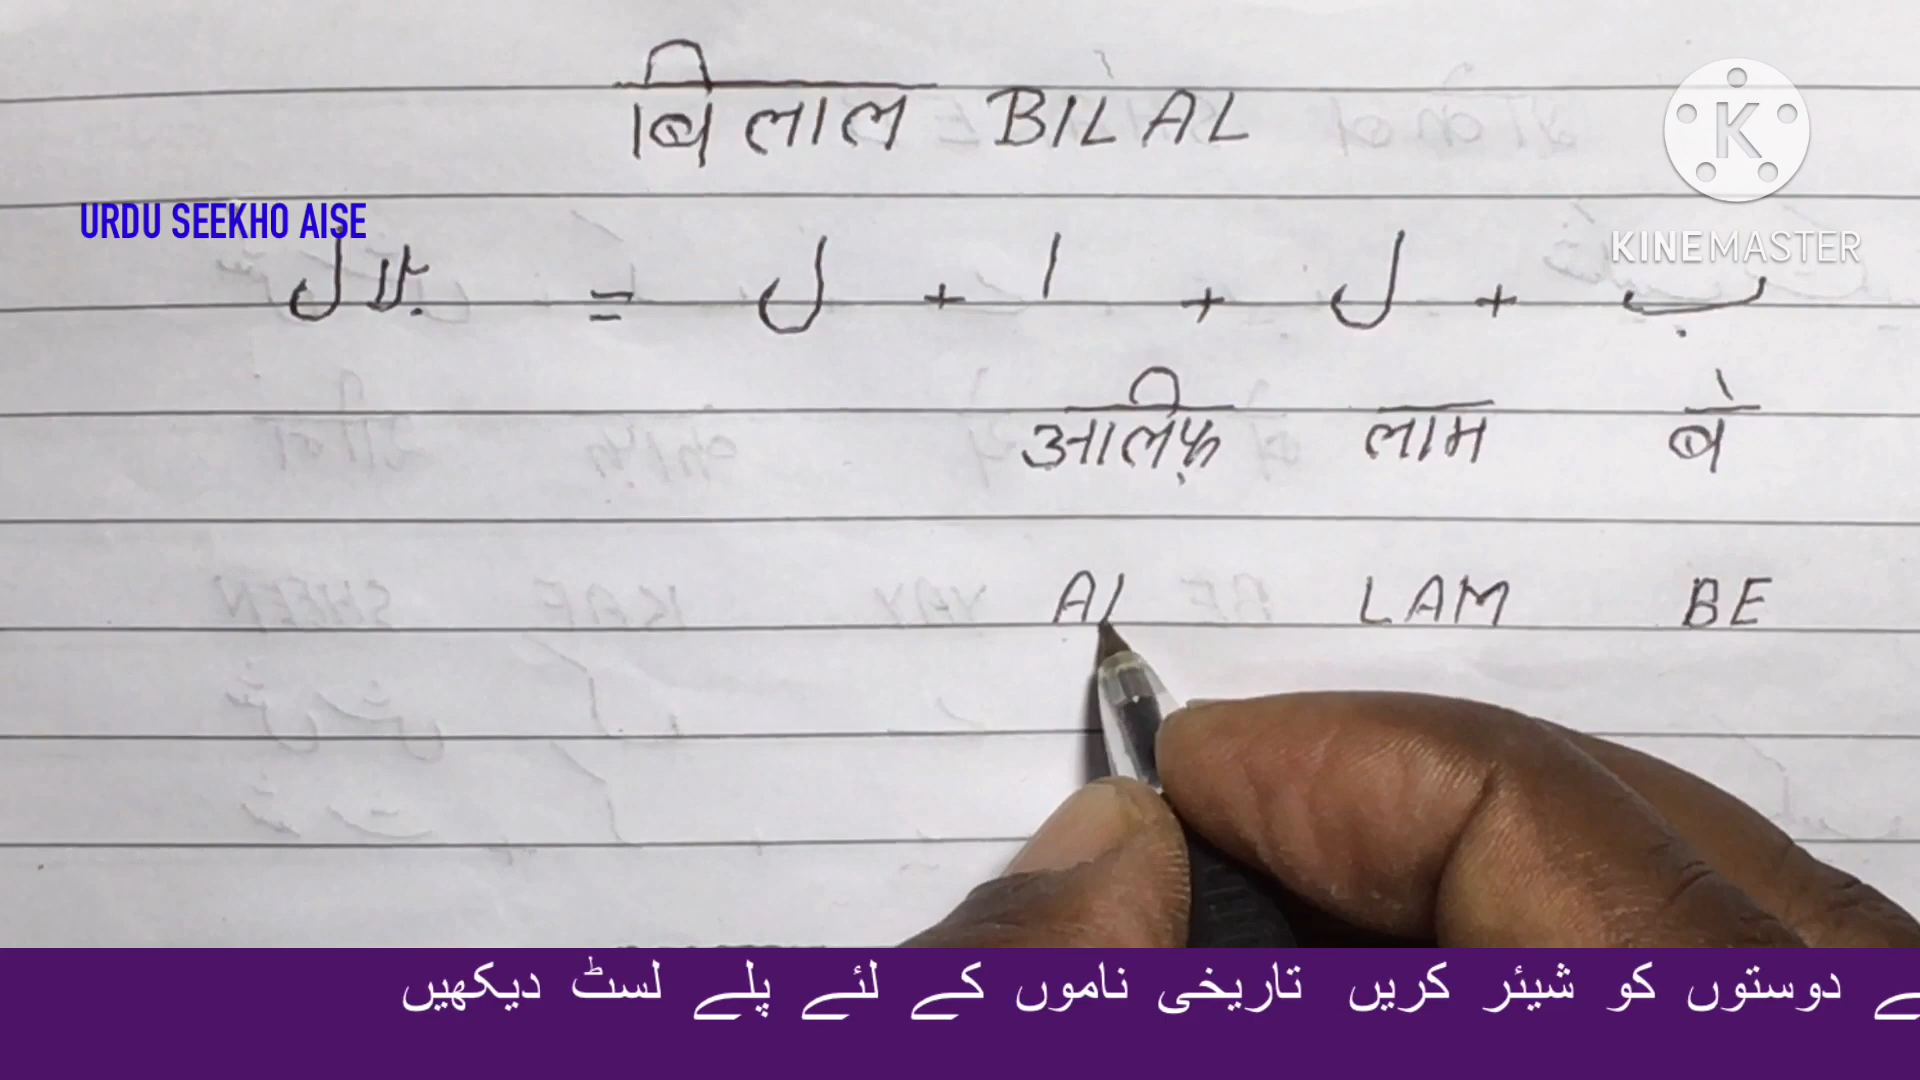 बिलाल BILAL
KINEMASTER
URDU SEEKHO AISE
ب + ل + ا + ل = بلال
बे लाम आलिफ़
BE LAM AL
ے دوستوں کو شیئر کریں تاریخی ناموں کے لئے پلے لسٹ دیکھیں